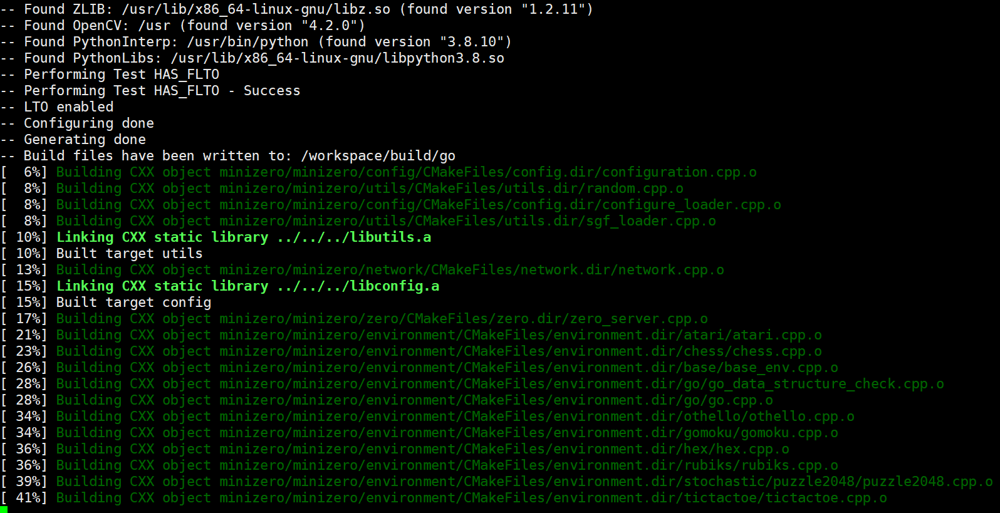 -- Found ZLIB: /usr/lib/x86_64-linux-gnu/libz.so (found version "1.2.11")
-- Found OpenCV: /usr (found version "4.2.0")
-- Found PythonInterp: /usr/bin/python (found version "3.8.10")
-- Found PythonLibs: /usr/lib/x86_64-linux-gnu/libpython3.8.so
-- Performing Test HAS_FLTO
-- Performing Test HAS_FLTO - Success
-- LTO enabled
-- Configuring done
-- Generating done
-- Build files have been written to: /workspace/build/go
[  6%] Building CXX object minizero/minizero/config/CMakeFiles/config.dir/configuration.cpp.o
[  8%] Building CXX object minizero/minizero/utils/CMakeFiles/utils.dir/random.cpp.o
[  8%] Building CXX object minizero/minizero/config/CMakeFiles/config.dir/configure_loader.cpp.o
[  8%] Building CXX object minizero/minizero/utils/CMakeFiles/utils.dir/sgf_loader.cpp.o
[ 10%] Linking CXX static library ../../../libutils.a
[ 10%] Built target utils
[ 13%] Building CXX object minizero/minizero/network/CMakeFiles/network.dir/network.cpp.o
[ 15%] Linking CXX static library ../../../libconfig.a
[ 15%] Built target config
[ 17%] Building CXX object minizero/minizero/zero/CMakeFiles/zero.dir/zero_server.cpp.o
[ 21%] Building CXX object minizero/minizero/environment/CMakeFiles/environment.dir/atari/atari.cpp.o
[ 23%] Building CXX object minizero/minizero/environment/CMakeFiles/environment.dir/chess/chess.cpp.o
[ 26%] Building CXX object minizero/minizero/environment/CMakeFiles/environment.dir/base/base_env.cpp.o
[ 28%] Building CXX object minizero/minizero/environment/CMakeFiles/environment.dir/go/go_data_structure_check.cpp.o
[ 28%] Building CXX object minizero/minizero/environment/CMakeFiles/environment.dir/go/go.cpp.o
[ 34%] Building CXX object minizero/minizero/environment/CMakeFiles/environment.dir/othello/othello.cpp.o
[ 34%] Building CXX object minizero/minizero/environment/CMakeFiles/environment.dir/gomoku/gomoku.cpp.o
[ 36%] Building CXX object minizero/minizero/environment/CMakeFiles/environment.dir/hex/hex.cpp.o
[ 36%] Building CXX object minizero/minizero/environment/CMakeFiles/environment.dir/rubiks/rubiks.cpp.o
[ 39%] Building CXX object minizero/minizero/environment/CMakeFiles/environment.dir/stochastic/puzzle2048/puzzle2048.cpp.o
[ 41%] Building CXX object minizero/minizero/environment/CMakeFiles/environment.dir/tictactoe/tictactoe.cpp.o